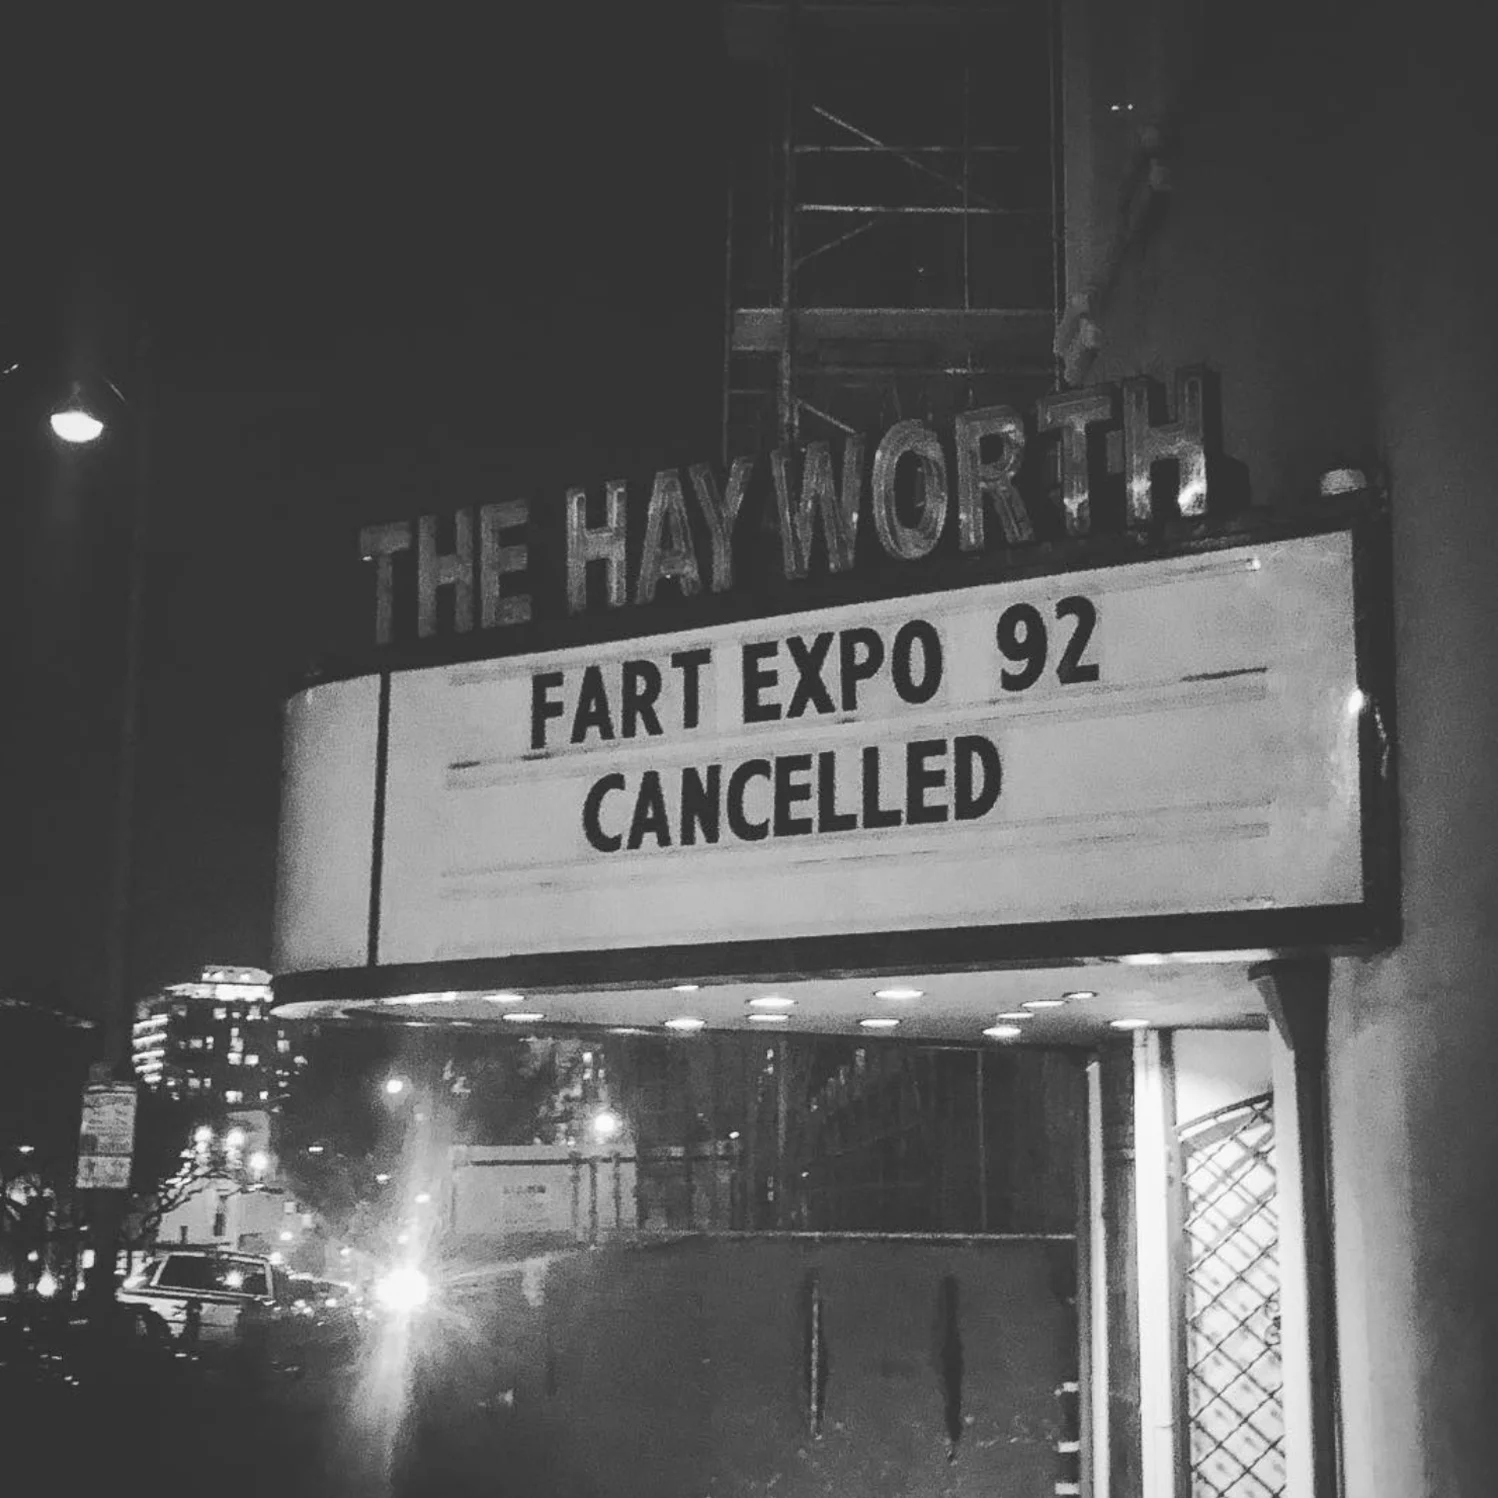 THE HAYWORTH
FART EXPO 92
CANCELLED